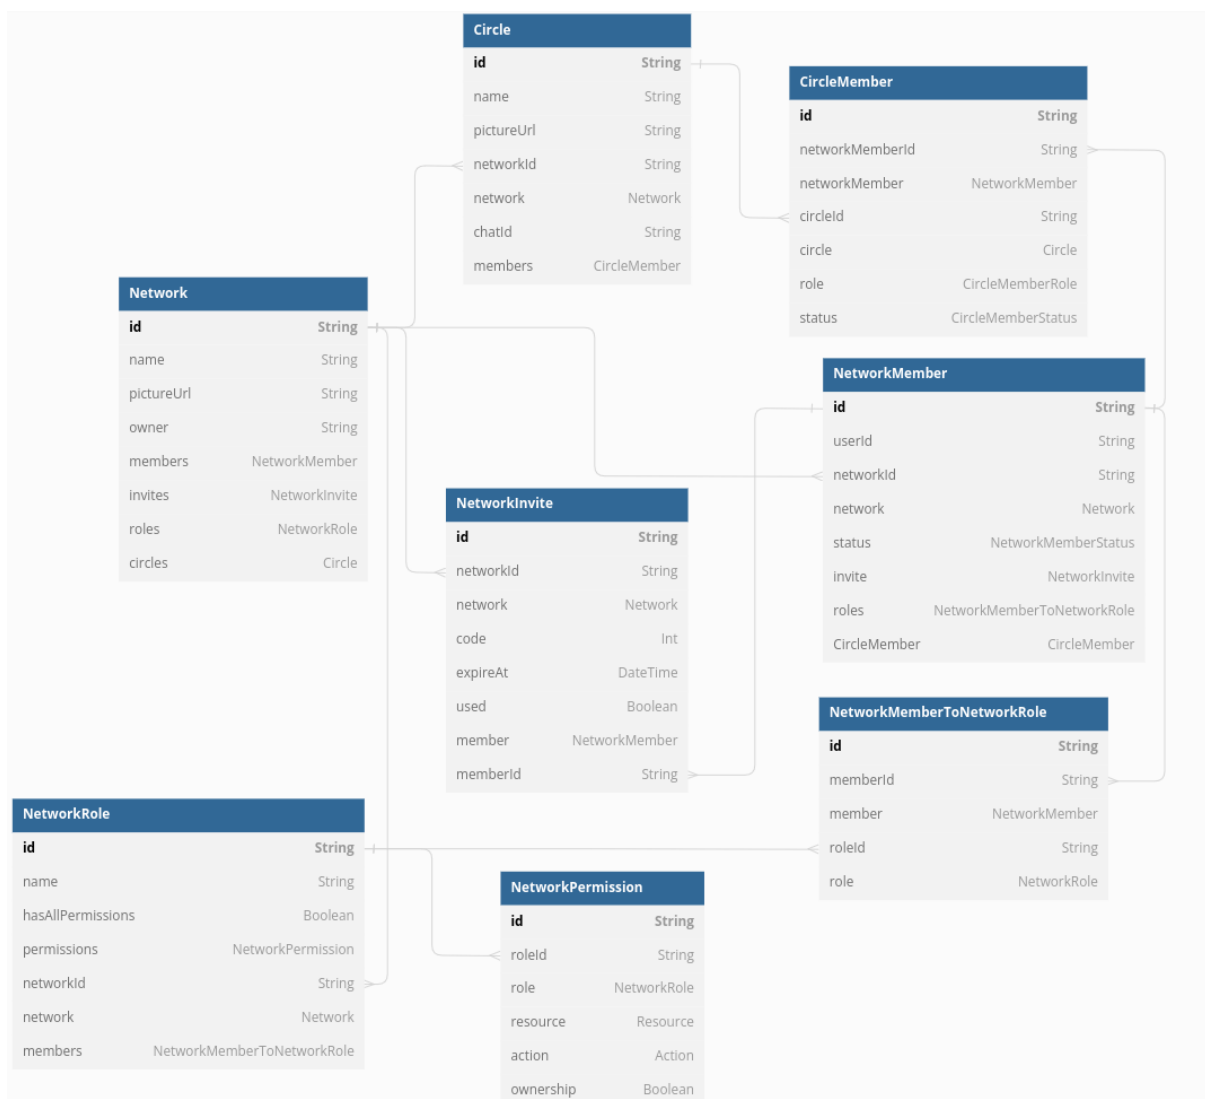 Circle
id String
name String
pictureUrl String
networkId String
network Network
chatId String
members CircleMember
CircleMember
id String
networkMemberId String
networkMember NetworkMember
circleId String
circle Circle
role CircleMemberRole
status CircleMemberStatus
Network
id String
name String
pictureUrl String
owner String
members NetworkMember
invites NetworkInvite
roles NetworkRole
circles Circle
NetworkMember
id String
userId String
networkId String
network Network
status NetworkMemberStatus
invite NetworkInvite
roles NetworkMemberToNetworkRole
CircleMember CircleMember
NetworkInvite
id String
networkId String
network Network
code Int
expireAt DateTime
used Boolean
member NetworkMember
memberId String
NetworkMemberToNetworkRole
id String
memberId String
member NetworkMember
roleId String
role NetworkRole
NetworkRole
id String
name String
hasAllPermissions Boolean
permissions NetworkPermission
networkId String
network Network
members NetworkMemberToNetworkRole
NetworkPermission
id String
roleId String
role NetworkRole
resource Resource
action Action
ownership Boolean